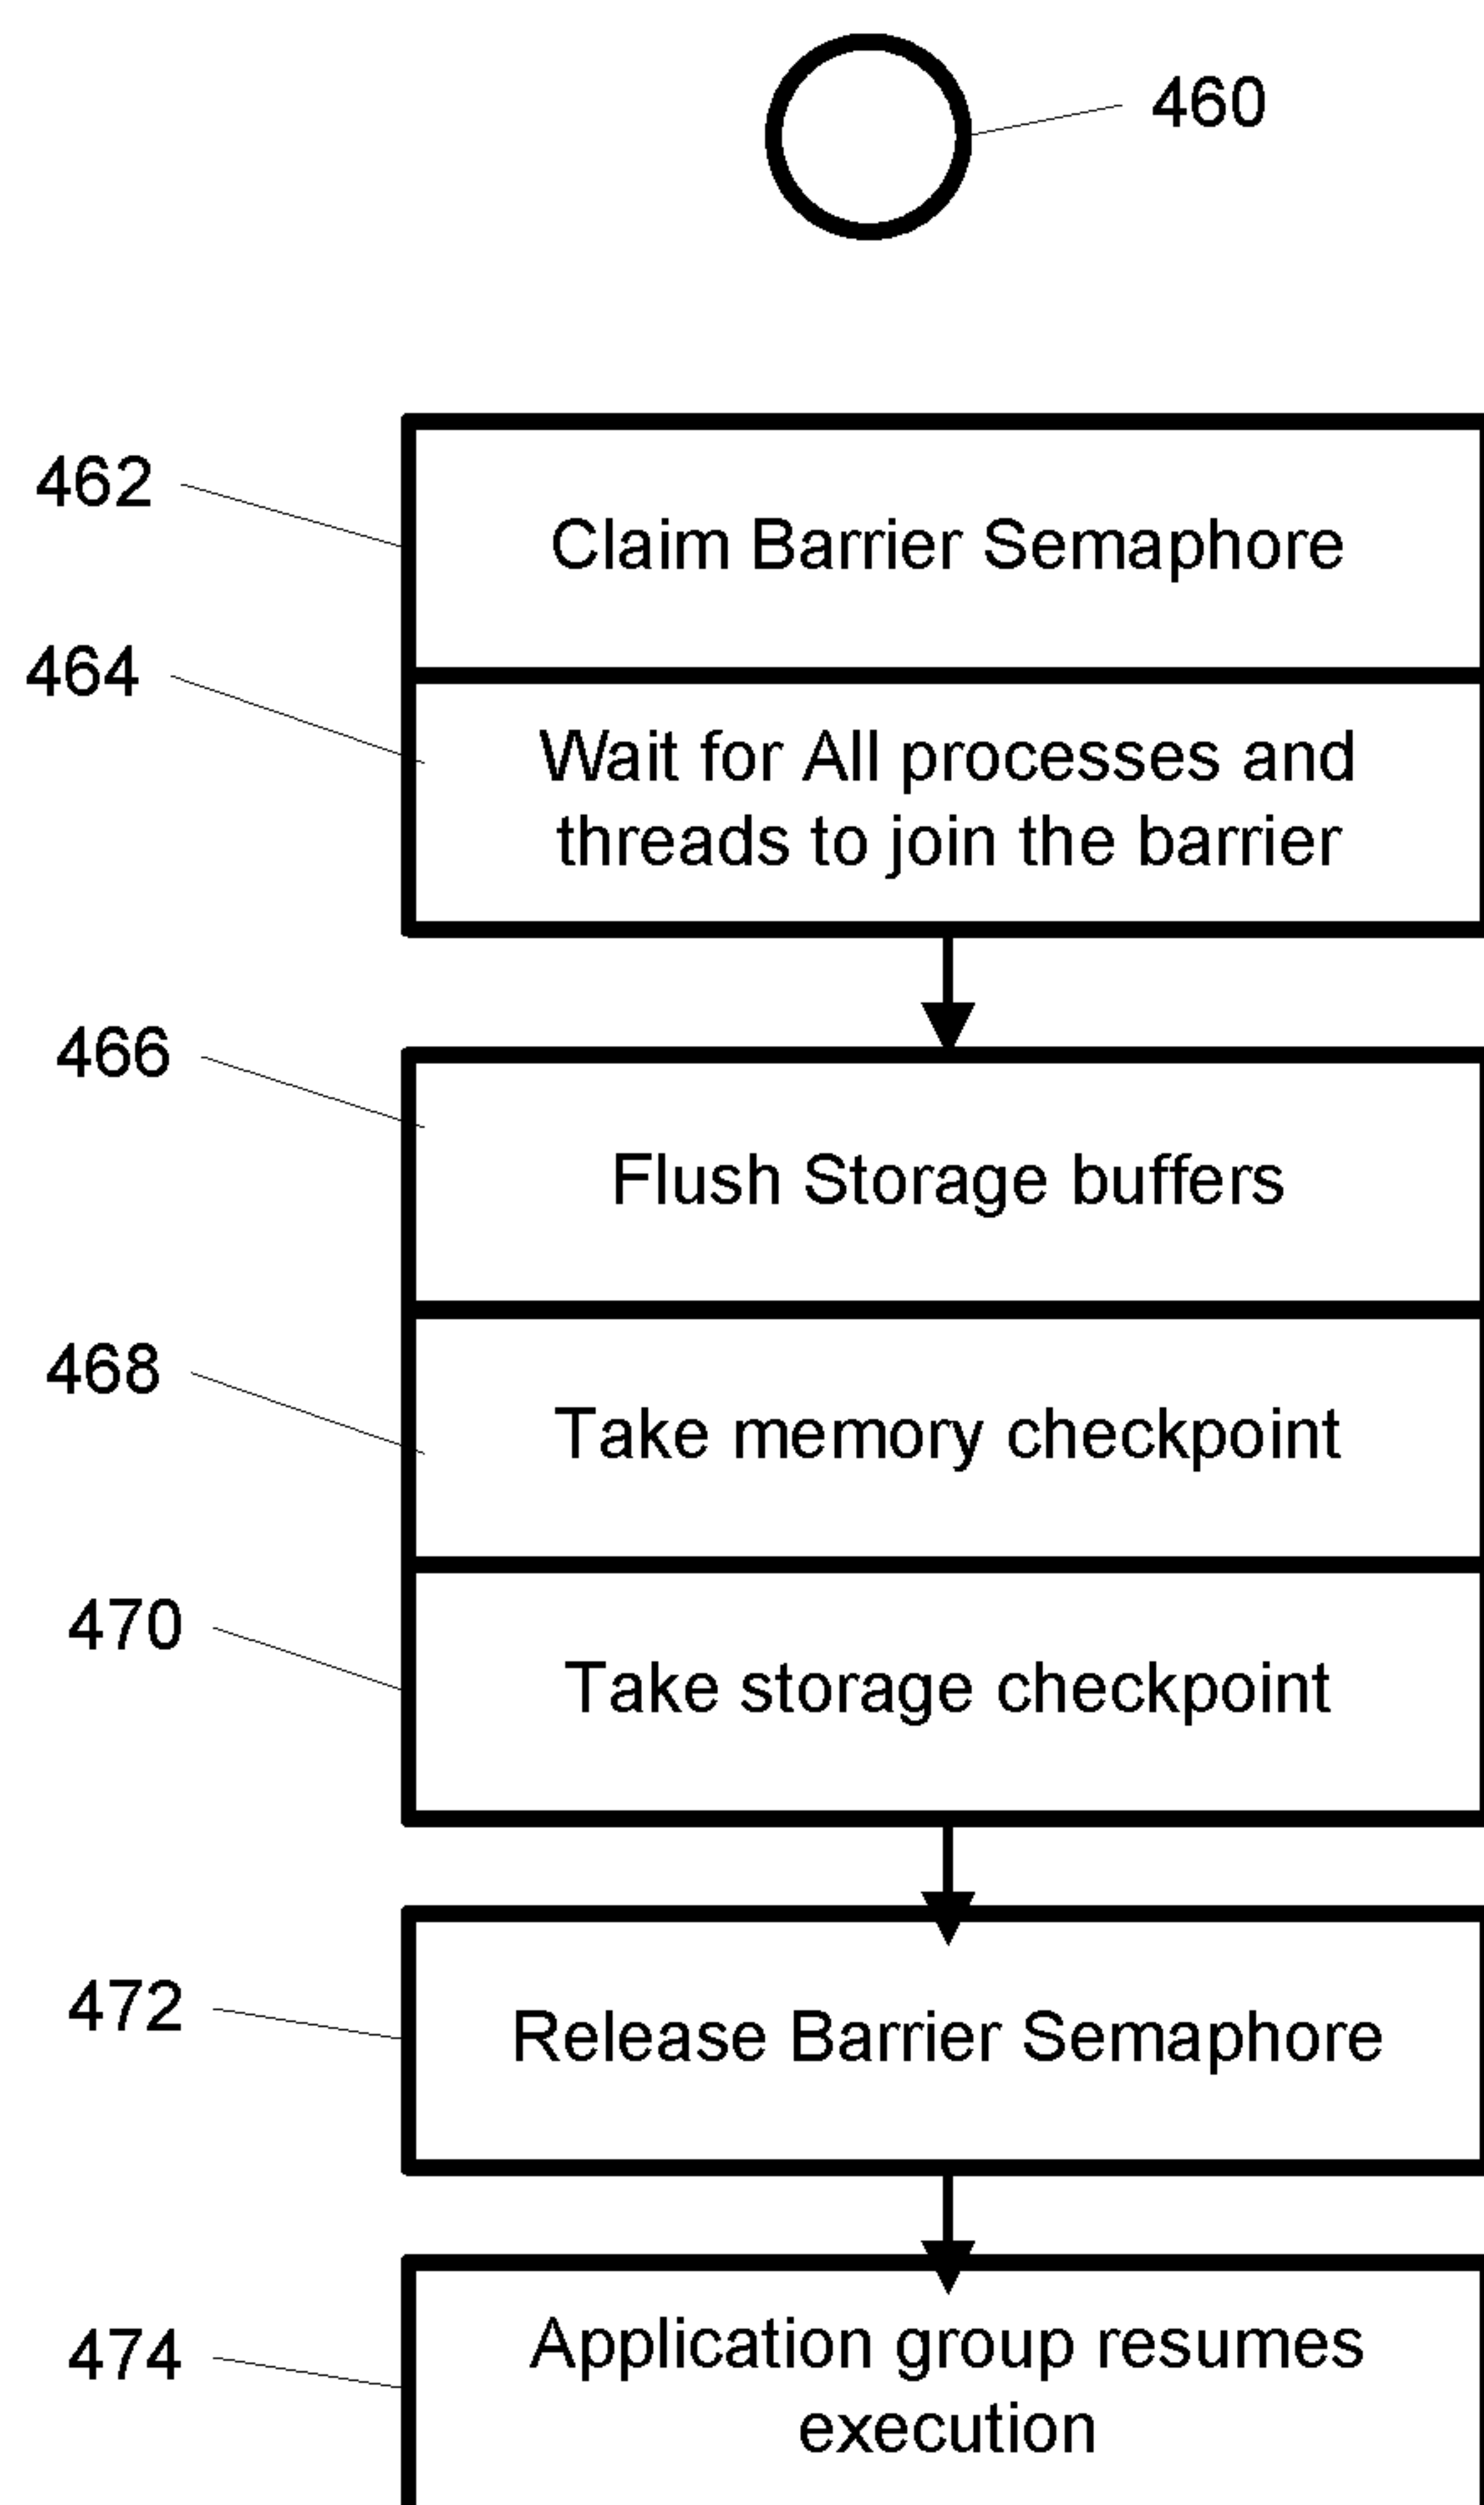 460
462
Claim Barrier Semaphore
464
Wait for All processes and
threads to join the barrier
466
Flush Storage buffers
468
Take memory checkpoint
470
Take storage checkpoint
472
Release Barrier Semaphore
474
Application group resumes
execution